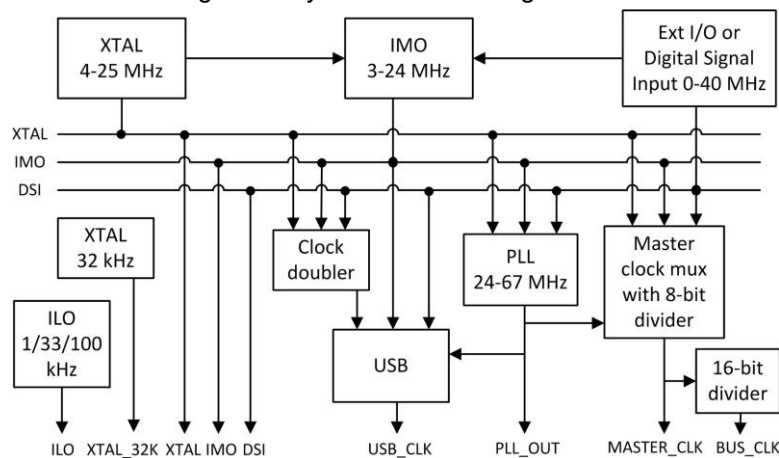 XTAL
4-25 MHz
IMO
3-24 MHz
Ext I/O or
Digital Signal
Input 0-40 MHz
XTAL
IMO
DSI
XTAL
32 kHz
Clock
doubler
PLL
24-67 MHz
Master
clock mux
with 8-bit
divider
ILO
1/33/100
kHz
USB
16-bit
divider
ILO
XTAL_32K
XTAL
IMO
DSI
USB_CLK
PLL_OUT
MASTER_CLK
BUS_CLK